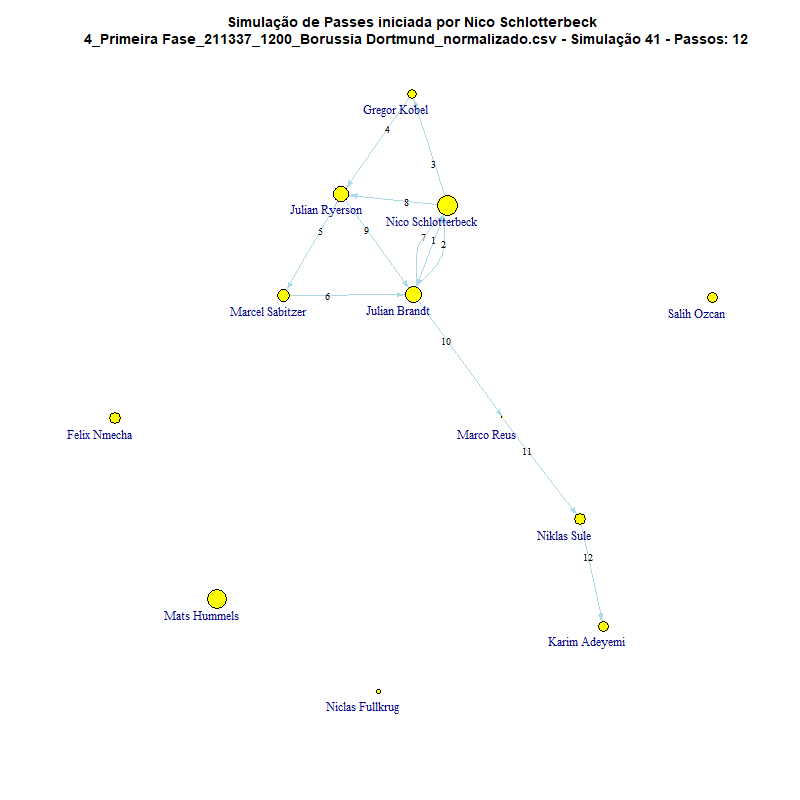 Simulação de Passes iniciada por Nico Schlotterbeck
4_Primeira Fase_211337_1200_Borussia Dortmund_normalizado.csv - Simulação 41 - Passos: 12
Gregor Kobel
4
3
Julian Ryerson
8
Nico Schlotterbeck
5
9
7
1
2
6
Marcel Sabitzer
Julian Brandt
Salih Ozcan
10
Felix Nmecha
Marco Reus
11
Niklas Sule
12
Mats Hummels
Karim Adeyemi
Niclas Fullkrug